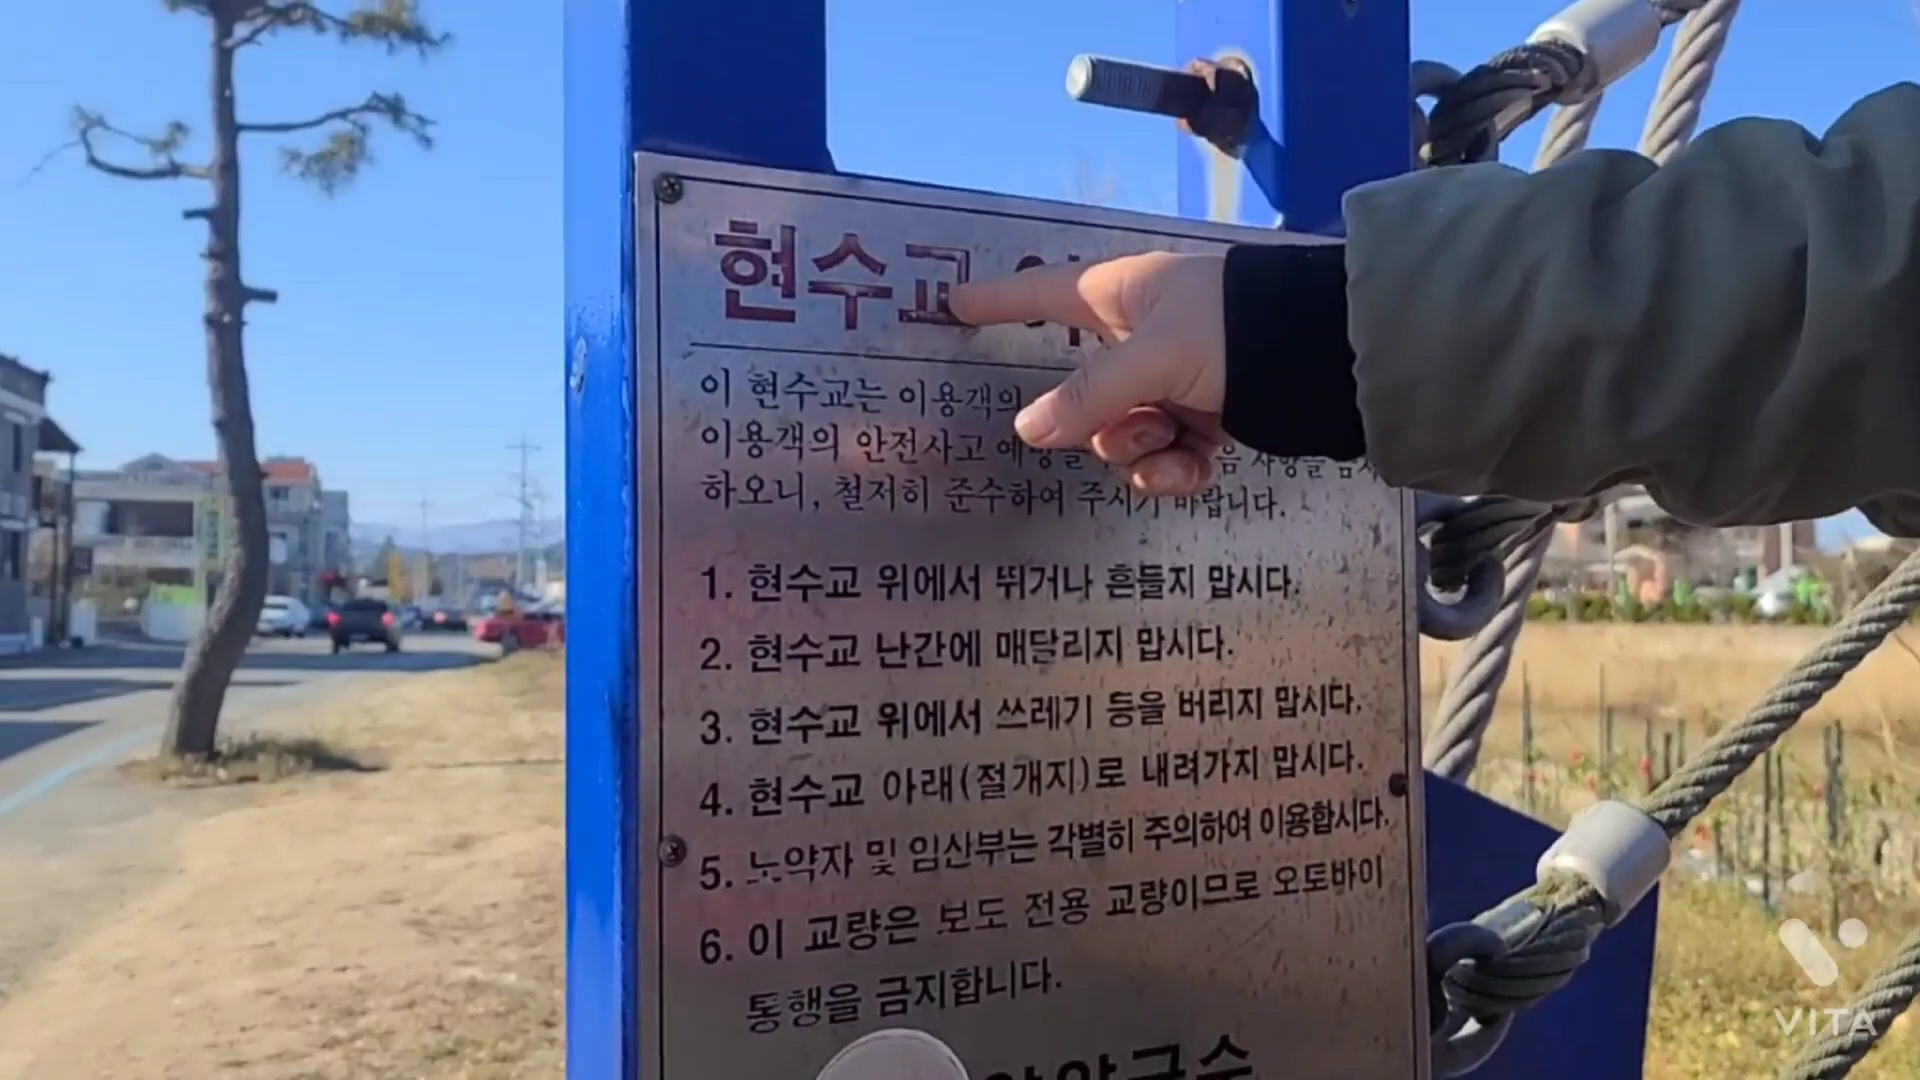 현수교
이 현수교는 이용객의
이용객의 안전사고 예방을
하오니, 철저히 준수하여 주시기 바랍니다.
1. 현수교 위에서 뛰거나 흔들지 맙시다.
2. 현수교 난간에 매달리지 맙시다.
3. 현수교 위에서 쓰레기 등을 버리지 맙시다.
4. 현수교 아래(절개지)로 내려가지 맙시다.
5. 노약자 및 임산부는 각별히 주의하여 이용합시다.
6. 이 교량은 보도 전용 교량이므로 오토바이
통행을 금지합니다.
VITA